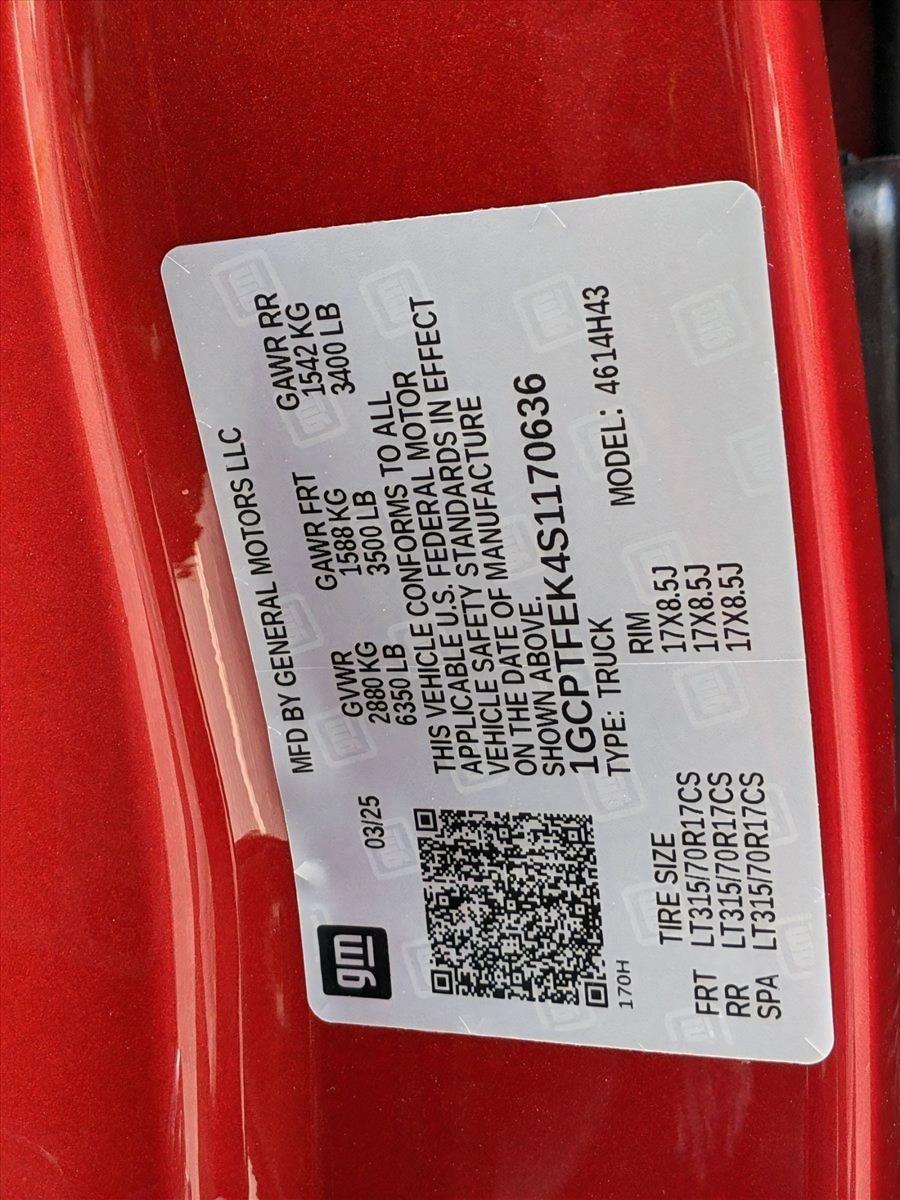 gm
MFD BY GENERAL MOTORS LLC
03/25
GVWR GAWR FRT GAWR RR
2880 KG 1588 KG 1542 KG
6350 LB 3500 LB 3400 LB
THIS VEHICLE CONFORMS TO ALL
APPLICABLE U.S. FEDERAL MOTOR
VEHICLE SAFETY STANDARDS IN EFFECT
ON THE DATE OF MANUFACTURE
SHOWN ABOVE.
1GCPTFEK4S1170636
TYPE: TRUCK MODEL: 4614H43
170H
TIRE SIZE RIM
FRT LT315/70R17CS 17X8.5J
RR LT315/70R17CS 17X8.5J
SPA LT315/70R17CS 17X8.5J